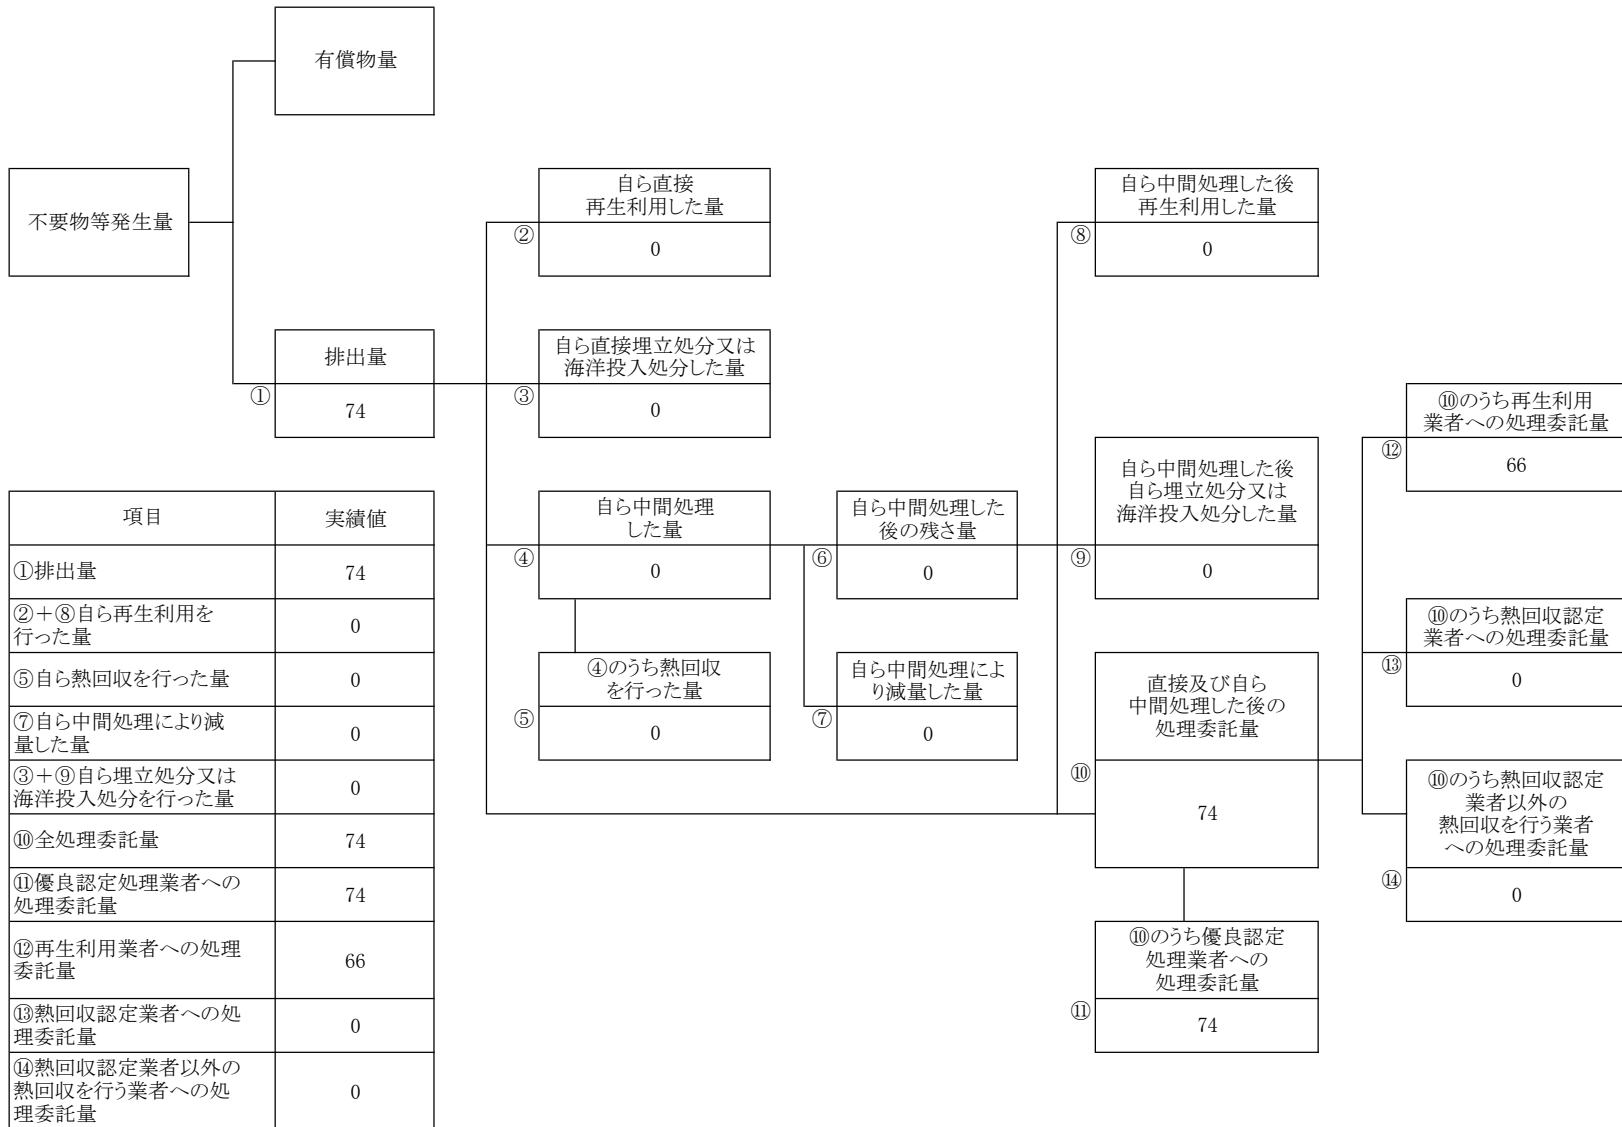 有償物量
不要物等発生量
自ら直接
再生利用した量
②
0
自ら中間処理した後
再生利用した量
⑧
0
排出量
①
74
自ら直接埋立処分又は
海洋投入処分した量
③
0
⑩のうち再生利用
業者への処理委託量
⑫
66
自ら中間処理
した量
④
0
自ら中間処理した
後の残さ量
⑥
0
自ら中間処理した後
自ら埋立処分又は
海洋投入処分した量
⑨
0
⑩のうち熱回収認定
業者への処理委託量
⑬
0
④のうち熱回収
を行った量
⑤
0
自ら中間処理によ
り減量した量
⑦
0
直接及び自ら
中間処理した後の
処理委託量
⑩
74
⑩のうち熱回収認定
業者以外の
熱回収を行う業者
への処理委託量
⑭
0
⑩のうち優良認定
処理業者への
処理委託量
⑪
74
項目 実績値
①排出量 74
②+⑧自ら再生利用を
行った量 0
⑤自ら熱回収を行った量 0
⑦自ら中間処理により減
量した量 0
③+⑨自ら埋立処分又は
海洋投入処分を行った量 0
⑩全処理委託量 74
⑪優良認定処理業者への
処理委託量 74
⑫再生利用業者への処理
委託量 66
⑬熱回収認定業者への処
理委託量 0
⑭熱回収認定業者以外の
熱回収を行う業者への処
理委託量 0